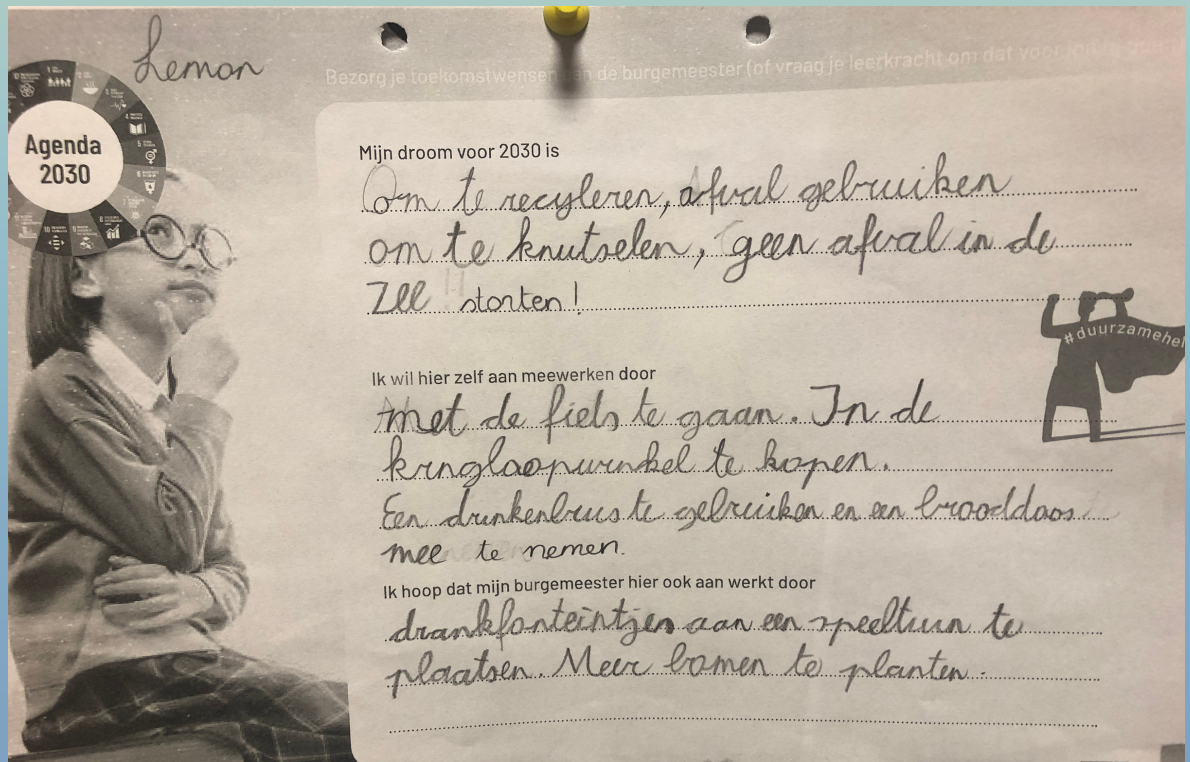 Lemon
Bezorg je toekomstwensen aan de burgemeester (of vraag je leerkracht om dat voor
Agenda
2030
Mijn droom voor 2030 is
Om te recyleren, afval gebruiken
om te knutselen, geen afval in de
zee storten!
#duurzamehel
Ik wil hier zelf aan meewerken door
met de fiets te gaan. In de
kringloopwinkel te kopen.
Een drinkenbus te gebruiken en een brooddoos
mee te nemen.
Ik hoop dat mijn burgemeester hier ook aan werkt door
drankfonteintjes aan een speeltuin te
plaatsen. Meer bomen te planten.